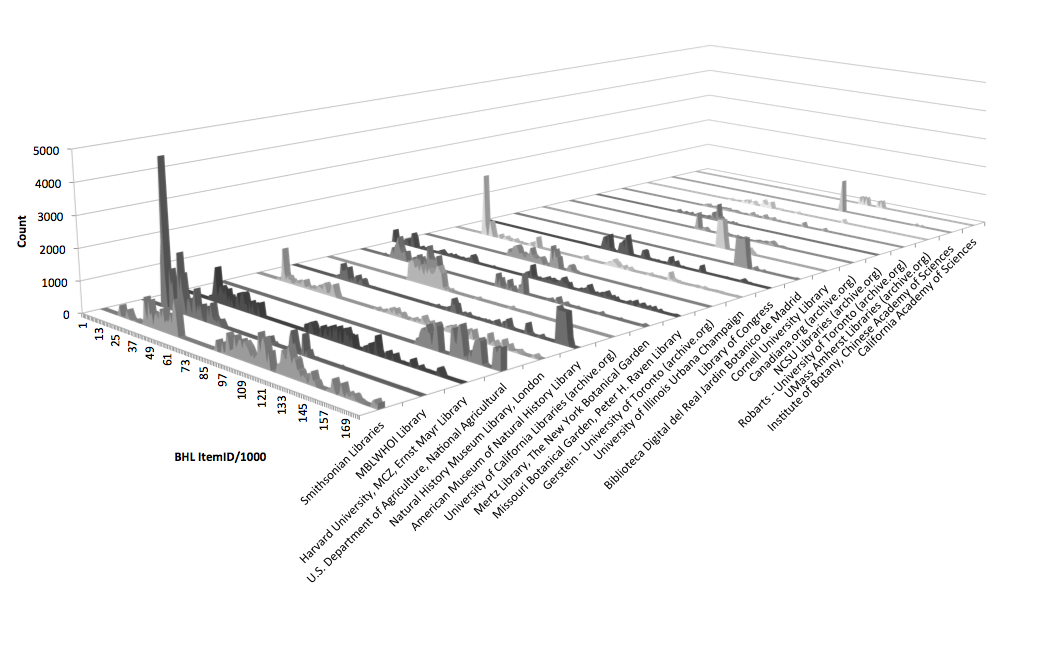 5000
4000
3000
2000
1000
0
Count
1
13
25
37
49
61
73
85
97
109
121
133
145
157
169
BHL ItemID/1000
Smithsonian Libraries
MBLWHOI Library
Harvard University, MCZ, Ernst Mayr Library
U.S. Department of Agriculture, National Agricultural
Natural History Museum Library, London
American Museum of Natural History Library
University of California Libraries (archive.org)
Mertz Library, The New York Botanical Garden
Missouri Botanical Garden, Peter H. Raven Library
Gerstein - University of Toronto (archive.org)
University of Illinois Urbana Champaign
Library of Congress
Biblioteca Digital del Real Jardin Botanico de Madrid
Cornell University Library
Canadiana.org (archive.org)
NCSU Libraries (archive.org)
Robarts - University of Toronto (archive.org)
UMass Amherst Libraries (archive.org)
Institute of Botany, Chinese Academy of Sciences
California Academy of Sciences